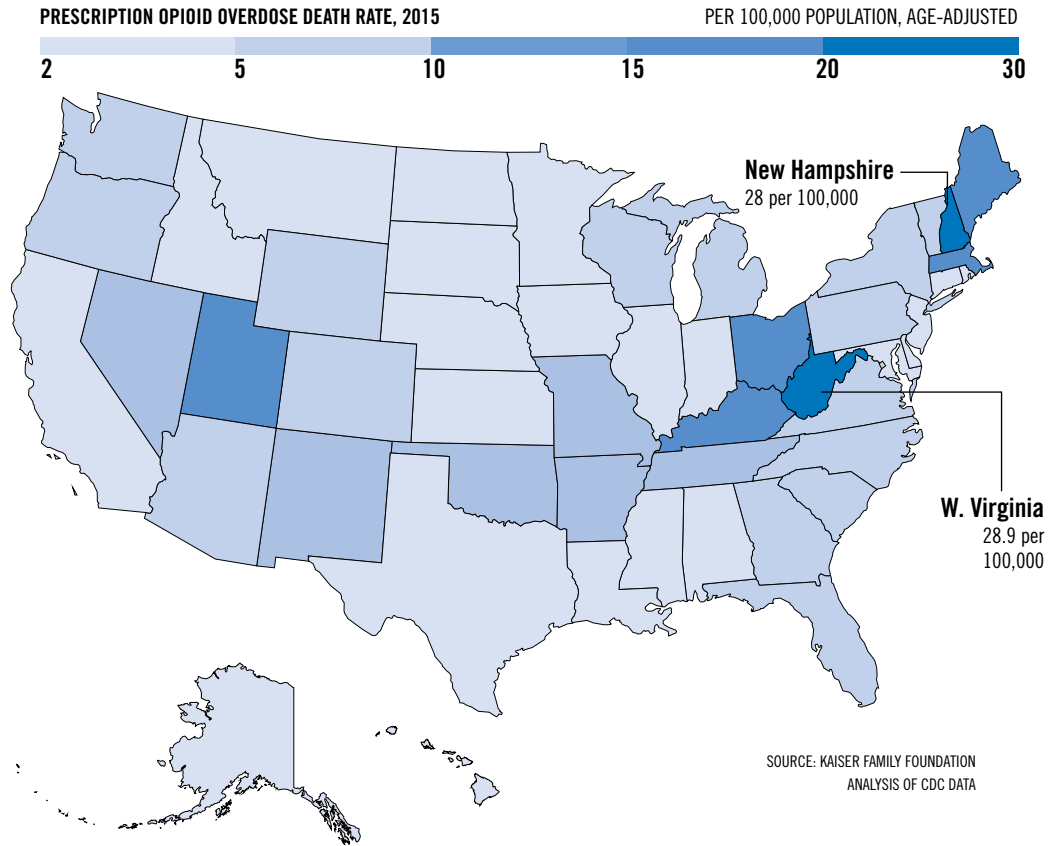 PRESCRIPTION OPIOID OVERDOSE DEATH RATE, 2015
PER 100,000 POPULATION, AGE-ADJUSTED
2 5 10 15 20 30
New Hampshire
28 per 100,000
W. Virginia
28.9 per
100,000
SOURCE: KAISER FAMILY FOUNDATION
ANALYSIS OF CDC DATA